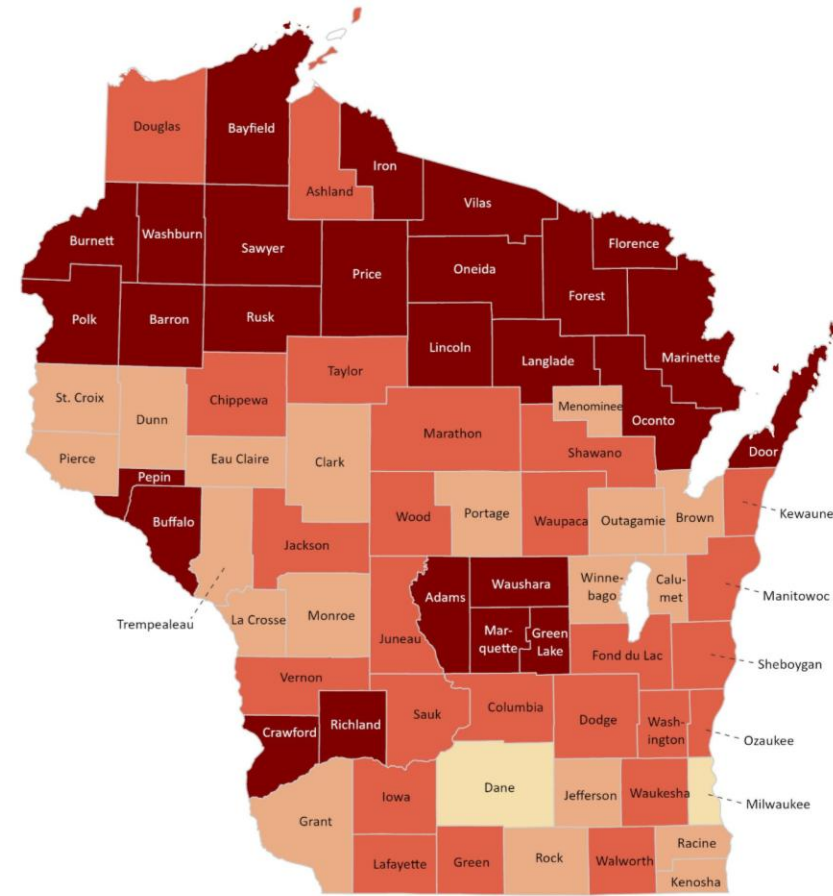 Douglas
Bayfield
Iron
Ashland
Vilas
Burnett
Washburn
Sawyer
Florence
Price
Oneida
Forest
Polk
Barron
Rusk
Lincoln
Langlade
Marinette
Taylor
St. Croix
Chippewa
Menominee
Oconto
Dunn
Marathon
Shawano
Door
Pierce
Eau Claire
Clark
Pepin
Buffalo
Wood
Portage
Waupaca
Outagamie
Brown
Kewaune
Jackson
Trempealeau
Adams
Waushara
Winne-
bago
Calu-
met
Manitowoc
La Crosse
Monroe
Juneau
Mar-
quette
Green
Lake
Fond du Lac
Sheboygan
Vernon
Crawford
Richland
Sauk
Columbia
Dodge
Wash-
ington
Ozaukee
Grant
Iowa
Dane
Jefferson
Waukesha
Milwaukee
Lafayette
Green
Rock
Walworth
Racine
Kenosha